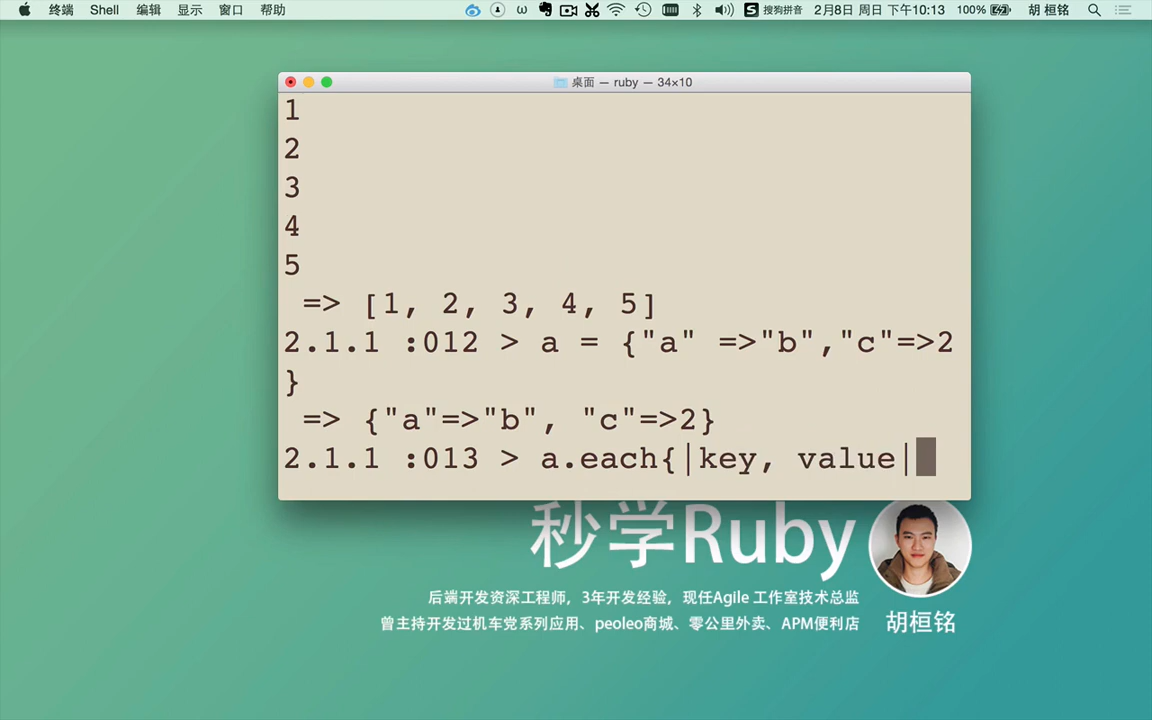 终端 Shell 编辑 显示 窗口 帮助 搜狗拼音 2月8日 周日 下午10:13 100% 胡 桓铭
桌面 — ruby — 34×10
1
2
3
4
5
=> [1, 2, 3, 4, 5]
2.1.1 :012 > a = {"a" =>"b","c"=>2
}
=> {"a"=>"b", "c"=>2}
2.1.1 :013 > a.each{|key, value|
秒学Ruby
后端开发资深工程师，3年开发经验，现任Agile 工作室技术总监
曾主持开发过机车党系列应用、peoleo商城、零公里外卖、APM便利店
胡桓铭